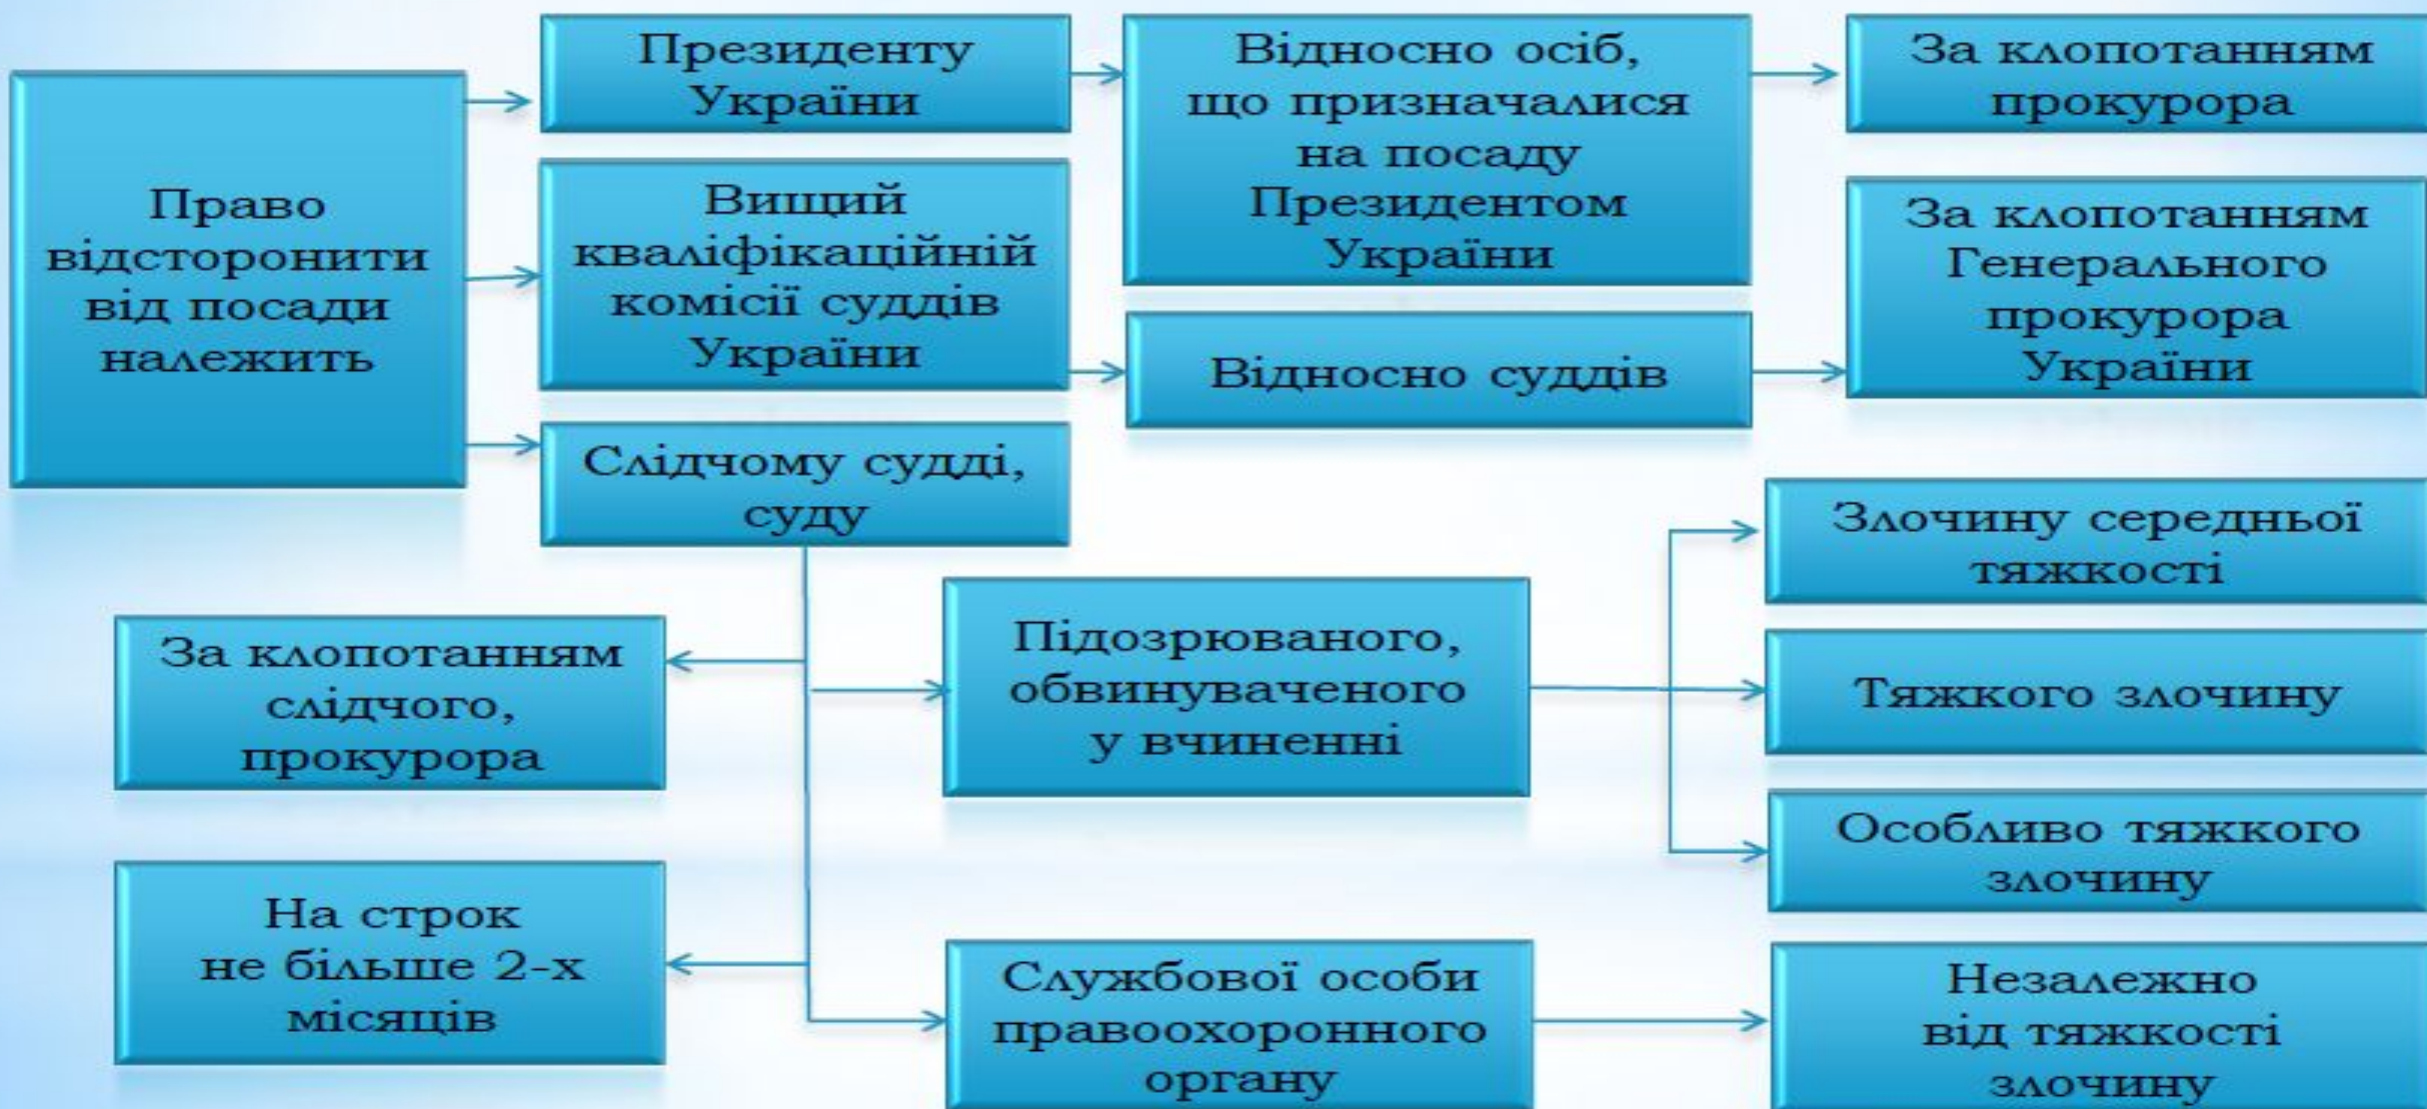 Право
відсторонити
від посади
належить
Президенту
України
Відносно осіб,
що призначалися
на посаду
Президентом
України
За клопотанням
прокурора
Вищий
кваліфікаційній
комісії суддів
України
Відносно суддів
За клопотанням
Генерального
прокурора
України
Слідчому судді,
суду
За клопотанням
слідчого,
прокурора
На строк
не більше 2-х
місяців
Підозрюваного,
обвинуваченого
у вчиненні
Злочину середньої
тяжкості
Тяжкого злочину
Особливо тяжкого
злочину
Службової особи
правоохоронного
органу
Незалежно
від тяжкості
злочину